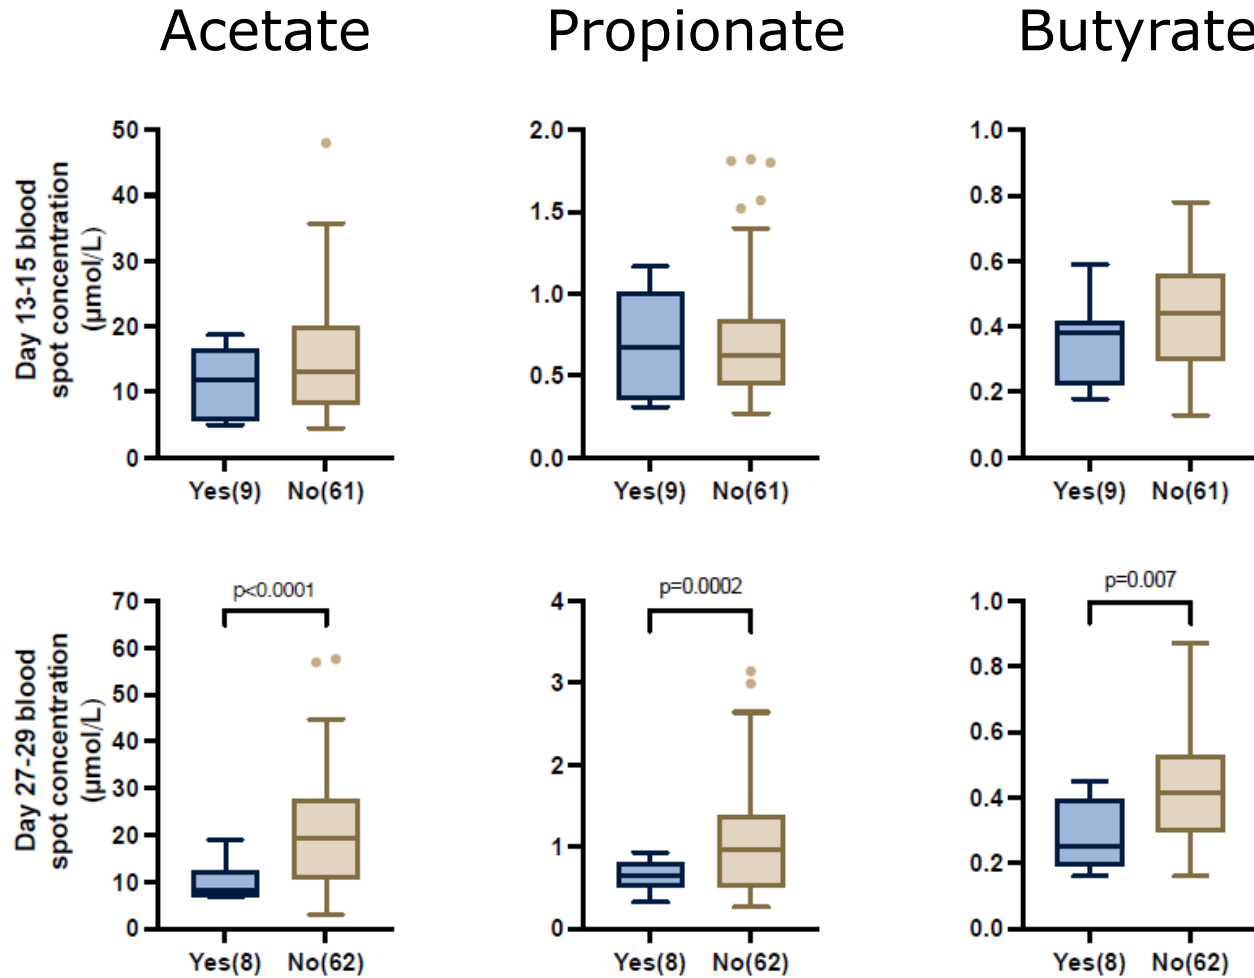 Acetate
Propionate
Butyrate
Day 13-15 blood
spot concentration
(µmol/L)
50
40
30
20
10
0
Yes(9) No(61)
2.0
1.5
1.0
0.5
0.0
Yes(9) No(61)
1.0
0.8
0.6
0.4
0.2
0.0
Yes(9) No(61)
Day 27-29 blood
spot concentration
(µmol/L)
p<0.0001
70
60
50
40
30
20
10
0
Yes(8) No(62)
p=0.0002
4
3
2
1
0
Yes(8) No(62)
p=0.007
1.0
0.8
0.6
0.4
0.2
0.0
Yes(8) No(62)